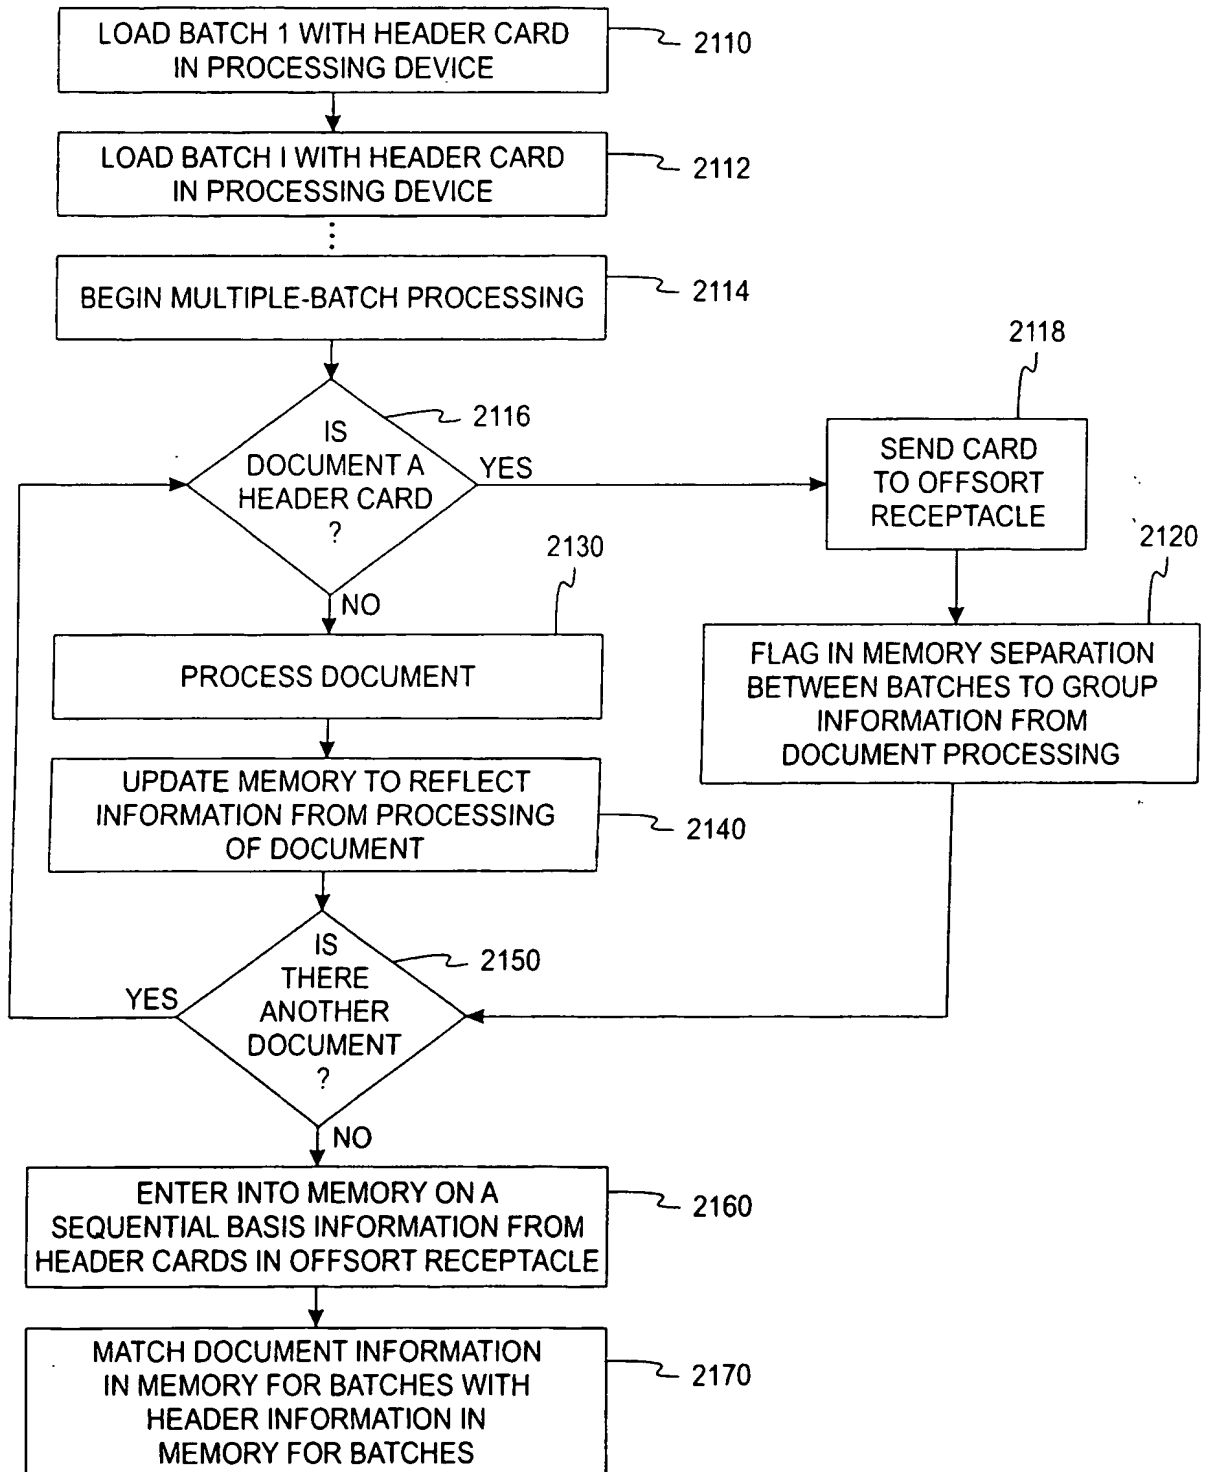 LOAD BATCH 1 WITH HEADER CARD
IN PROCESSING DEVICE
2110
LOAD BATCH I WITH HEADER CARD
IN PROCESSING DEVICE
2112
BEGIN MULTIPLE-BATCH PROCESSING
2114
2116
IS
DOCUMENT A
HEADER CARD
?
YES
2118
SEND CARD
TO OFFSORT
RECEPTACLE
2120
FLAG IN MEMORY SEPARATION
BETWEEN BATCHES TO GROUP
INFORMATION FROM
DOCUMENT PROCESSING
NO
2130
PROCESS DOCUMENT
UPDATE MEMORY TO REFLECT
INFORMATION FROM PROCESSING
OF DOCUMENT
2140
IS
THERE
ANOTHER
DOCUMENT
?
2150
YES
NO
ENTER INTO MEMORY ON A
SEQUENTIAL BASIS INFORMATION FROM
HEADER CARDS IN OFFSORT RECEPTACLE
2160
MATCH DOCUMENT INFORMATION
IN MEMORY FOR BATCHES WITH
HEADER INFORMATION IN
MEMORY FOR BATCHES
2170